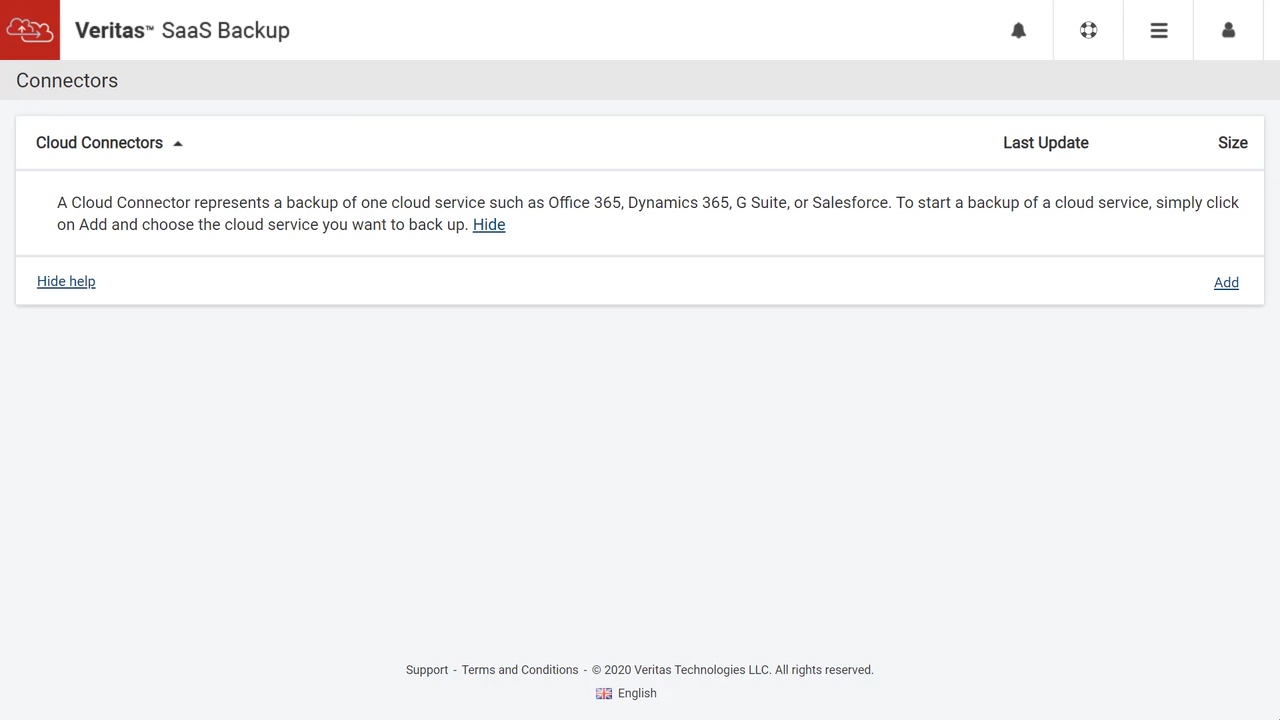 Veritas™ SaaS Backup
Connectors
Cloud Connectors Last Update Size
A Cloud Connector represents a backup of one cloud service such as Office 365, Dynamics 365, G Suite, or Salesforce. To start a backup of a cloud service, simply click
on Add and choose the cloud service you want to back up. Hide
Hide help Add
Support - Terms and Conditions - © 2020 Veritas Technologies LLC. All rights reserved.
English